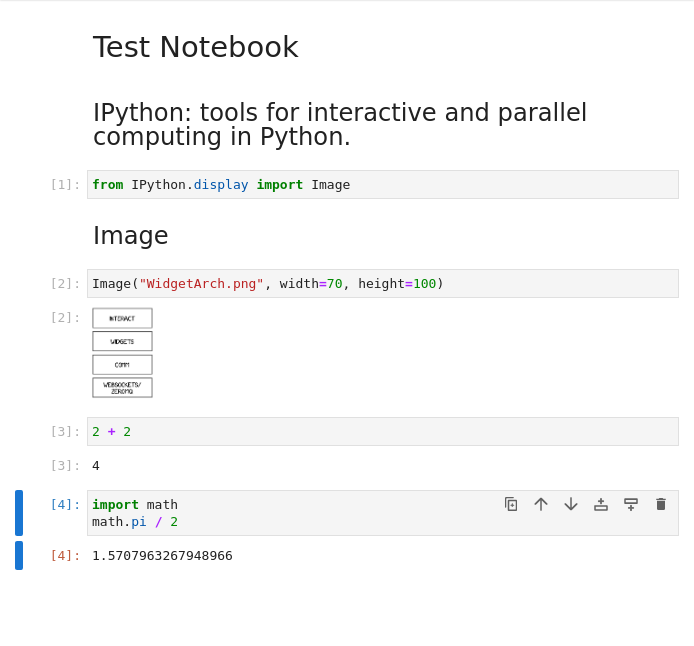 Test Notebook
IPython: tools for interactive and parallel
computing in Python.
[1]: from IPython.display import Image
Image
[2]: Image("WidgetArch.png", width=70, height=100)
[2]:
INTERACT
WIDGETS
COMM
WEBSOCKETS/
ZEROMQ
[3]: 2 + 2
[3]: 4
[4]: import math
math.pi / 2
[4]: 1.5707963267948966